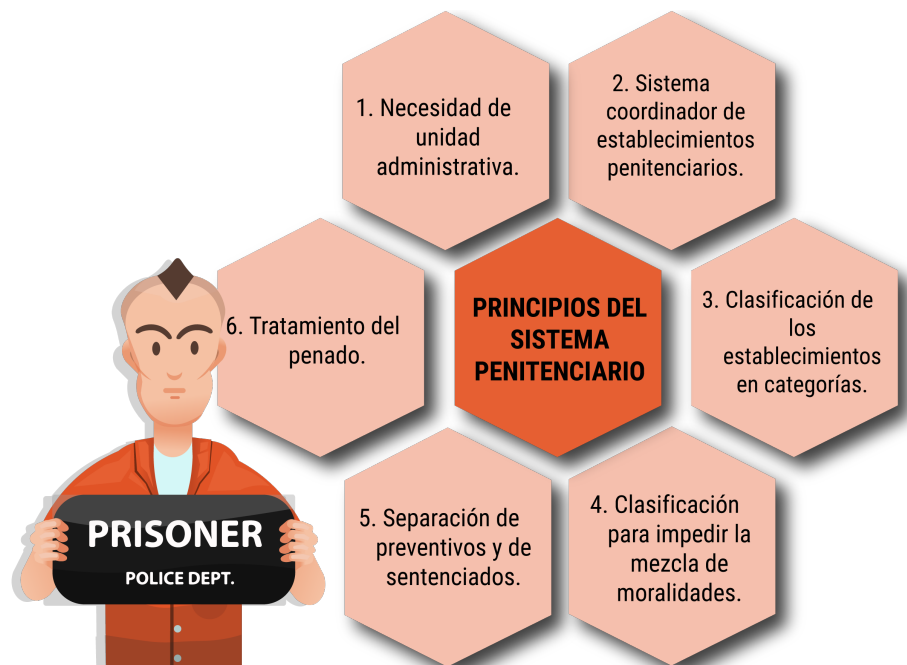 1. Necesidad de
unidad
administrativa.
2. Sistema
coordinador de
establecimientos
penitenciarios.
PRINCIPIOS DEL
SISTEMA
PENITENCIARIO
3. Clasificación de
los
establecimientos
en categorías.
4. Clasificación
para impedir la
mezcla de
moralidades.
5. Separación de
preventivos y de
sentenciados.
6. Tratamiento del
penado.
PRISONER
POLICE DEPT.